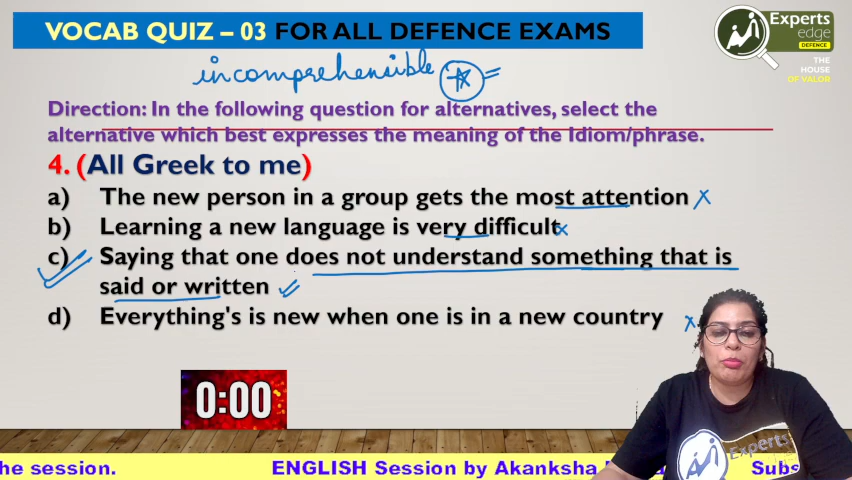 VOCAB QUIZ – 03 FOR ALL DEFENCE EXAMS
Experts
edge
DEFENCE
THE
HOUSE
OF VALOR
incomprehensible
Direction: In the following question for alternatives, select the
alternative which best expresses the meaning of the Idiom/phrase.
4. (All Greek to me)
a) The new person in a group gets the most attention
b) Learning a new language is very difficult
c) Saying that one does not understand something that is
said or written
d) Everything's is new when one is in a new country
0:00
Experts
he session. ENGLISH Session by Akanksha Subs